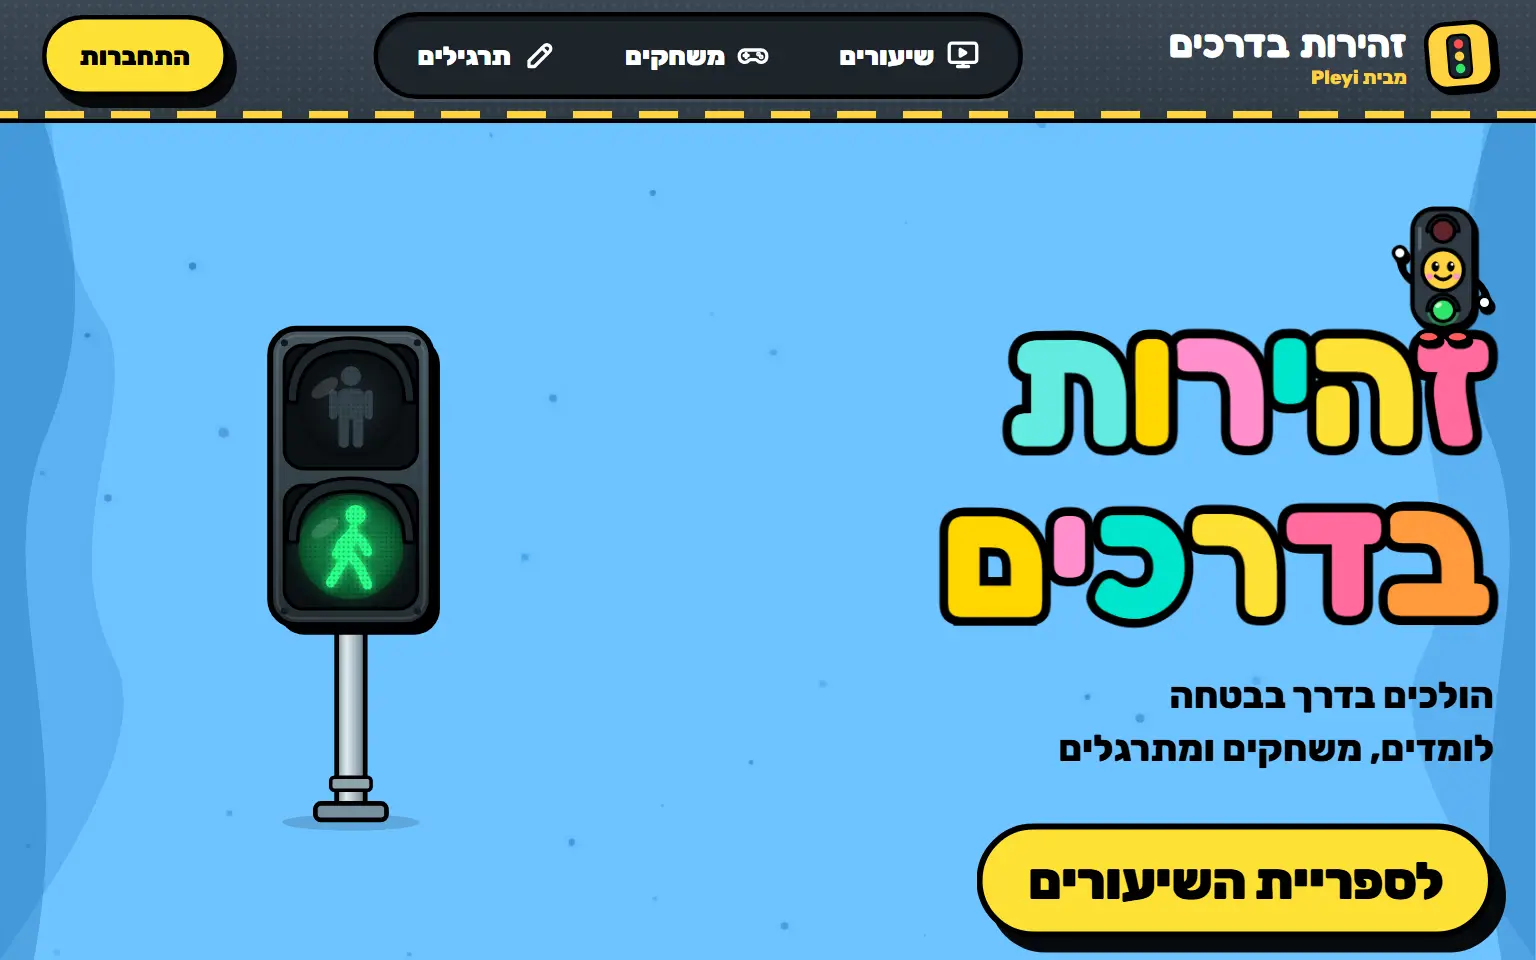 זהירות בדרכים
מבית Pleyi
שיעורים
משחקים
תרגילים
התחברות
זהירות
בדרכים
הולכים בדרך בבטחה
לומדים, משחקים ומתרגלים
לספריית השיעורים